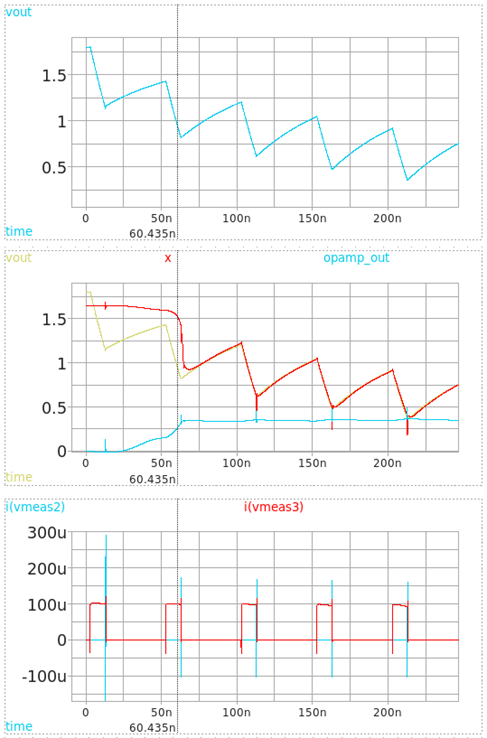 vout
1.5
1
0.5
0 50n 100n 150n 200n
time 60.435n
vout x opamp_out
1.5
1
0.5
0
0 50n 100n 150n 200n
time 60.435n
i(vmeas2) i(vmeas3)
300u
200u
100u
0
-100u
0 50n 100n 150n 200n
time 60.435n